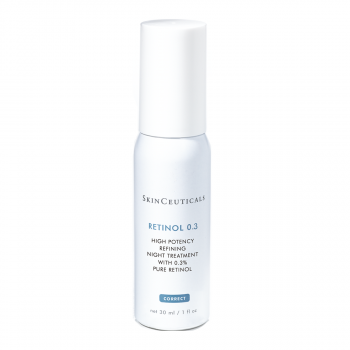 SKINCEUTICALS
RETINOL 0.3
HIGH POTENCY
REFINING
NIGHT TREATMENT
WITH 0.3%
PURE RETINOL
CORRECT
net 30 ml / 1 fl oz